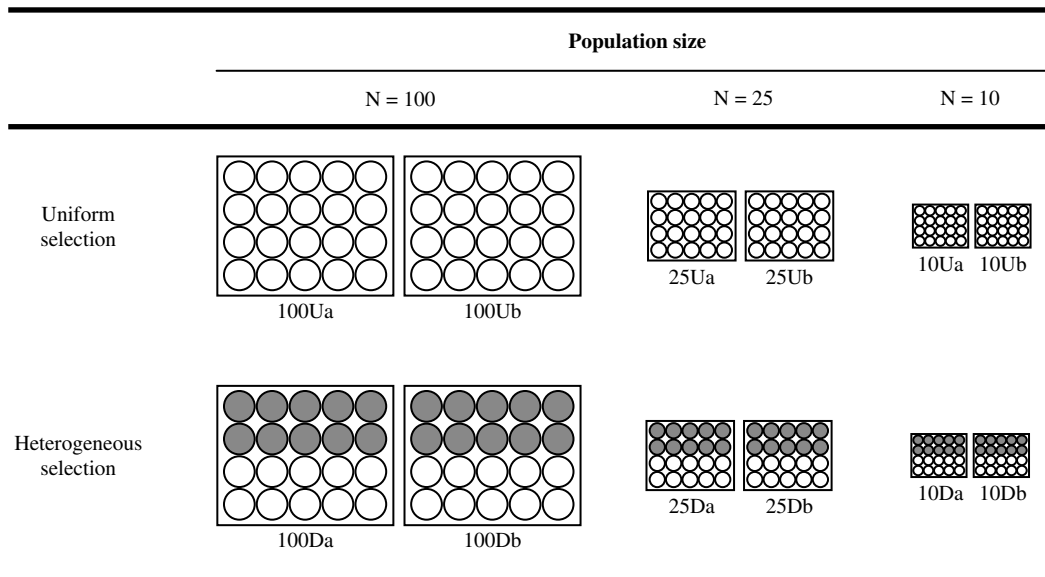 Population size
N = 100 N = 25 N = 10
Uniform
selection
100Ua 100Ub 25Ua 25Ub 10Ua 10Ub
Heterogeneous
selection
100Da 100Db 25Da 25Db 10Da 10Db